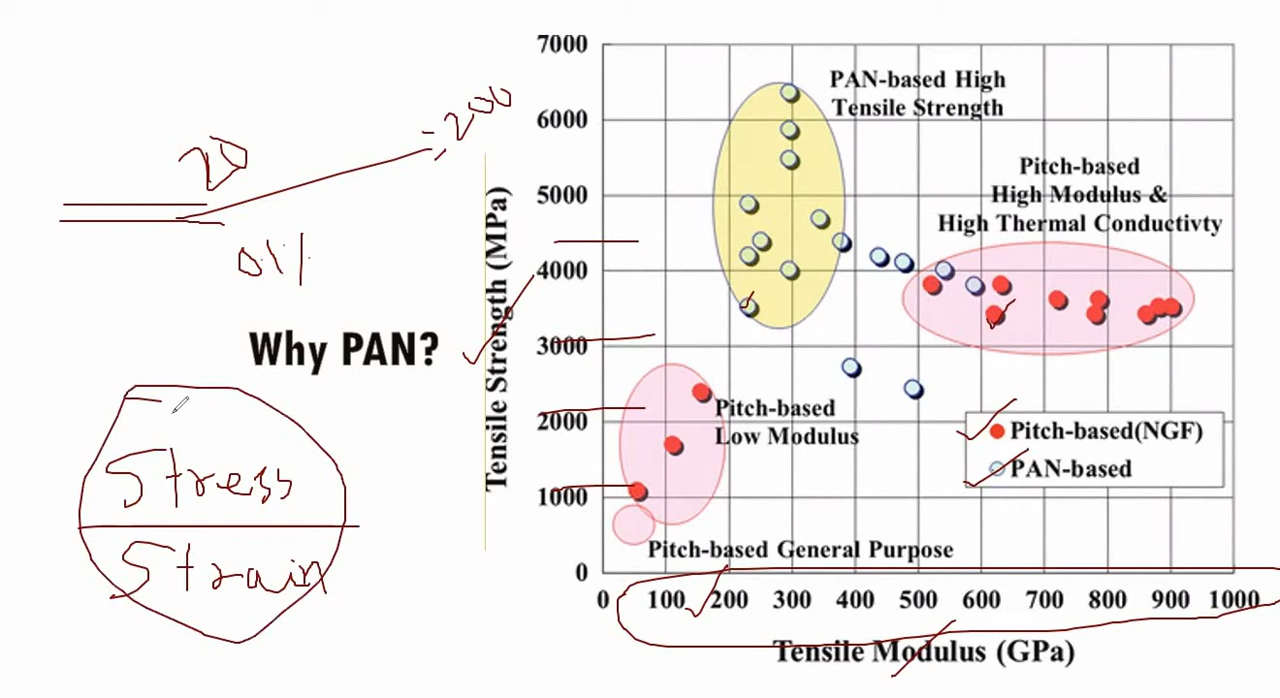 7000
6000
5000
4000
3000
2000
1000
0
0 100 200 300 400 500 600 700 800 900 1000
Tensile Strength (MPa)
Tensile Modulus (GPa)
PAN-based High
Tensile Strength
Pitch-based
High Modulus &
High Thermal Conductivty
Pitch-based
Low Modulus
Pitch-based General Purpose
Pitch-based(NGF)
PAN-based
Why PAN?
20
200
Stress
Strain